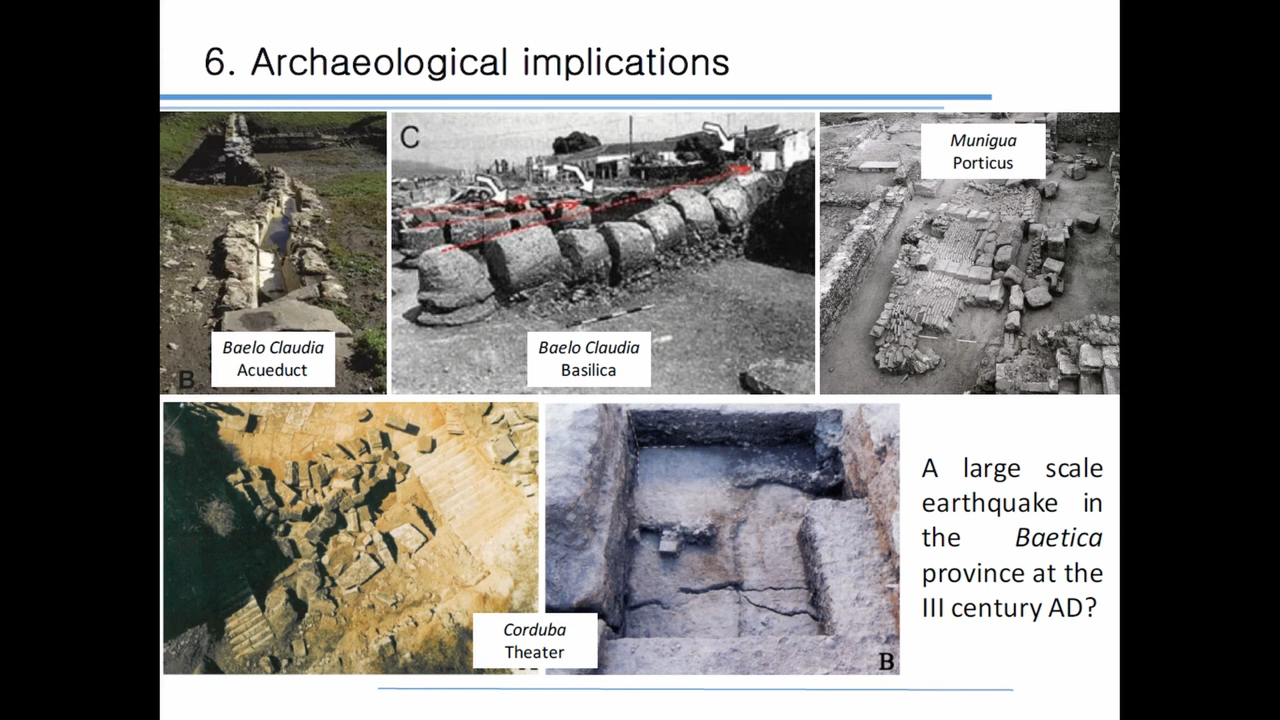 6. Archaeological implications
C
Munigua
Porticus
Baelo Claudia
Acueduct
B
Baelo Claudia
Basilica
A large scale
earthquake in
the Baetica
province at the
III century AD?
Corduba
Theater
B